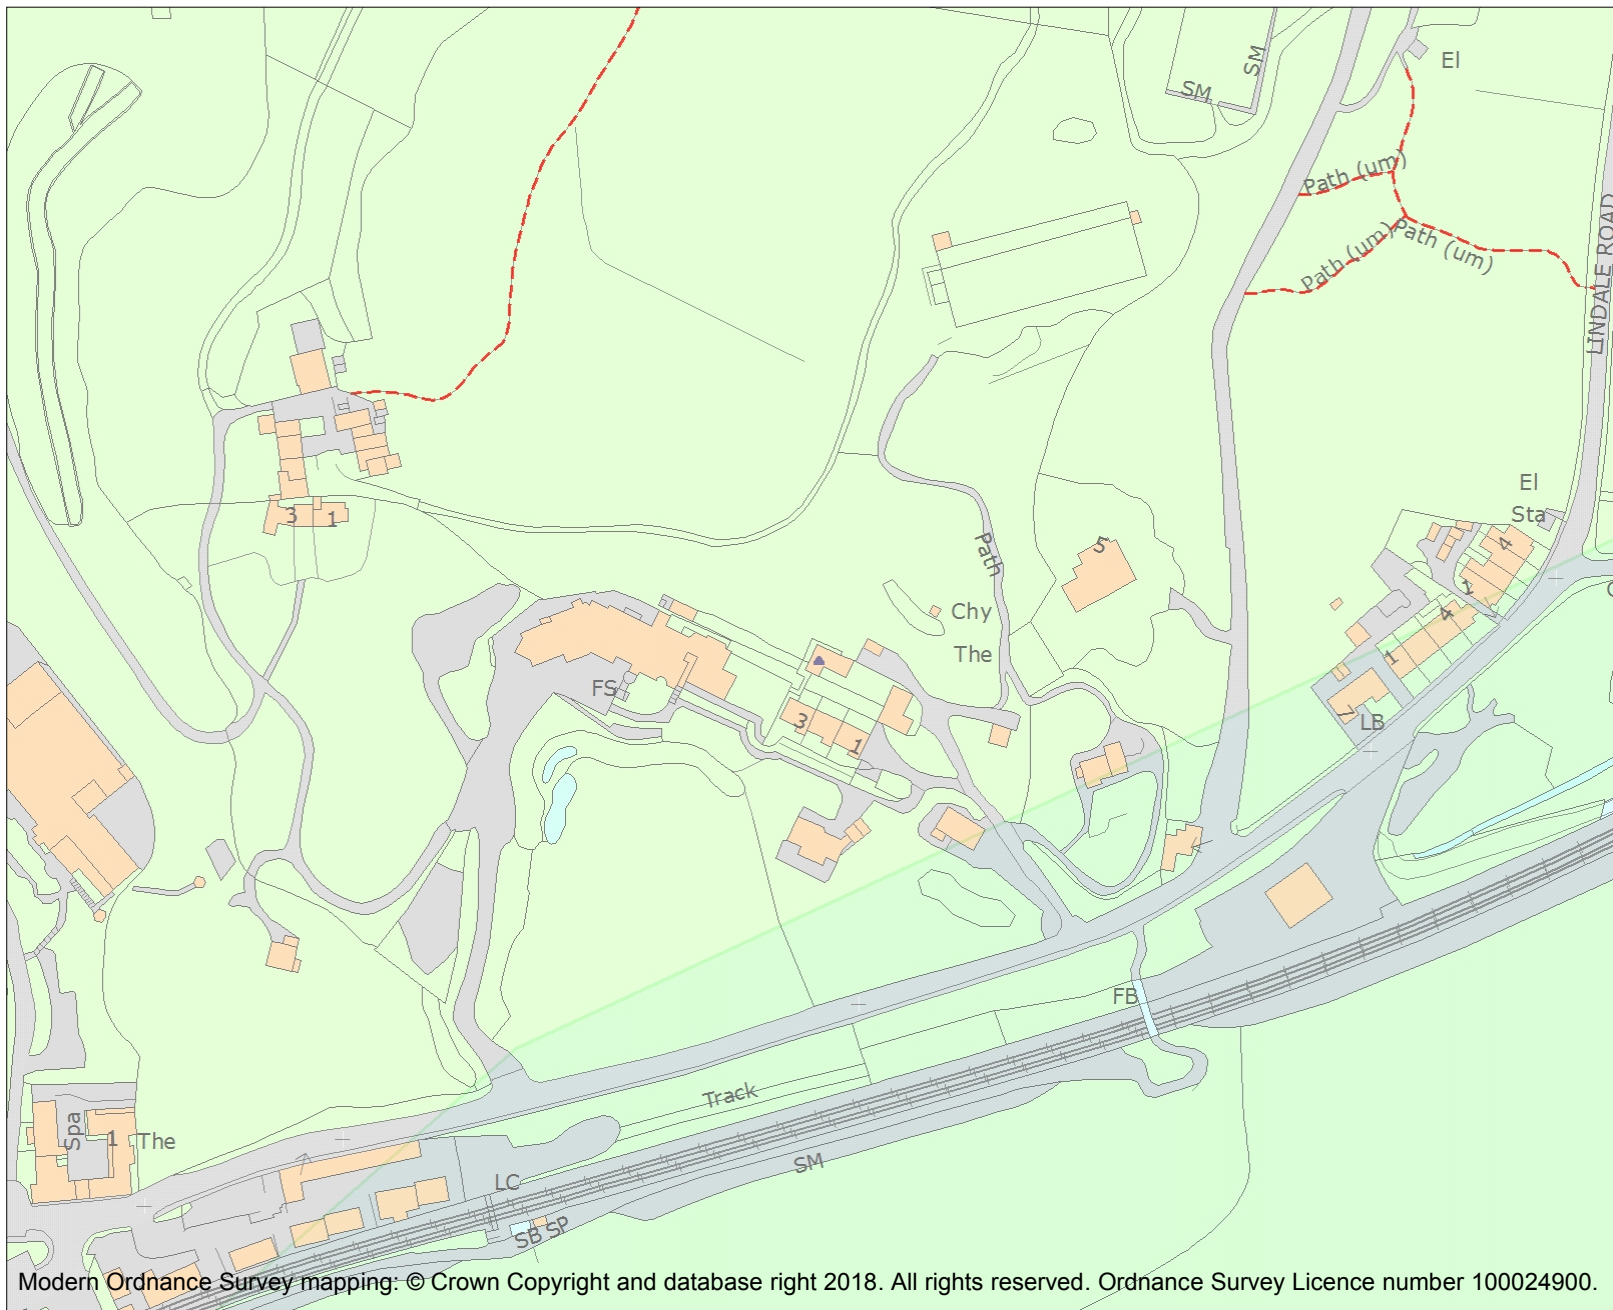 El
SM
SM
Path (um)
Path (um)
Path (um)
LINDALE ROAD
El
Sta
4
1
4
1
7
LB
Path
5
Chy
The
3 1
FS
3
1
FB
Track
SM
LC
SB SP
Spa
1 The
Modern Ordnance Survey mapping: © Crown Copyright and database right 2018. All rights reserved. Ordnance Survey Licence number 100024900.